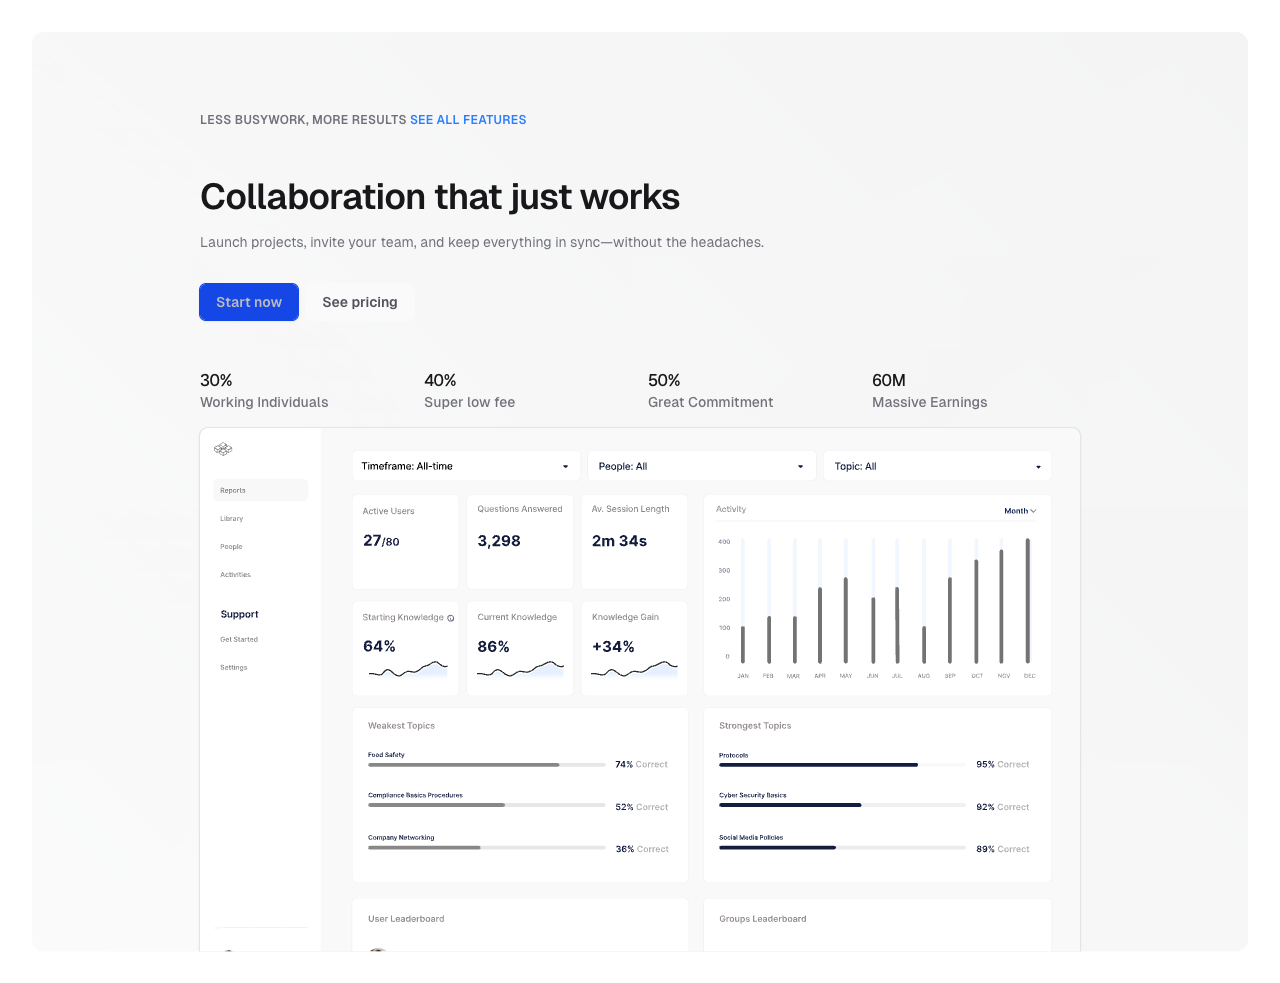 LESS BUSYWORK, MORE RESULTS SEE ALL FEATURES
Collaboration that just works
Launch projects, invite your team, and keep everything in sync—without the headaches.
Start now
See pricing
30%
Working Individuals
40%
Super low fee
50%
Great Commitment
60M
Massive Earnings
Reports
Library
People
Activities
Support
Get Started
Settings
Timeframe: All-time
People: All
Topic: All
Active Users
27/80
Questions Answered
3,298
Av. Session Length
2m 34s
Starting Knowledge
64%
Current Knowledge
86%
Knowledge Gain
+34%
Activity
Month
400
300
200
100
0
JAN FEB MAR APR MAY JUN JUL AUG SEP OCT NOV DEC
Weakest Topics
Food Safety
74% Correct
Compliance Basics Procedures
52% Correct
Company Networking
36% Correct
Strongest Topics
Protocols
95% Correct
Cyber Security Basics
92% Correct
Social Media Policies
89% Correct
User Leaderboard
Groups Leaderboard